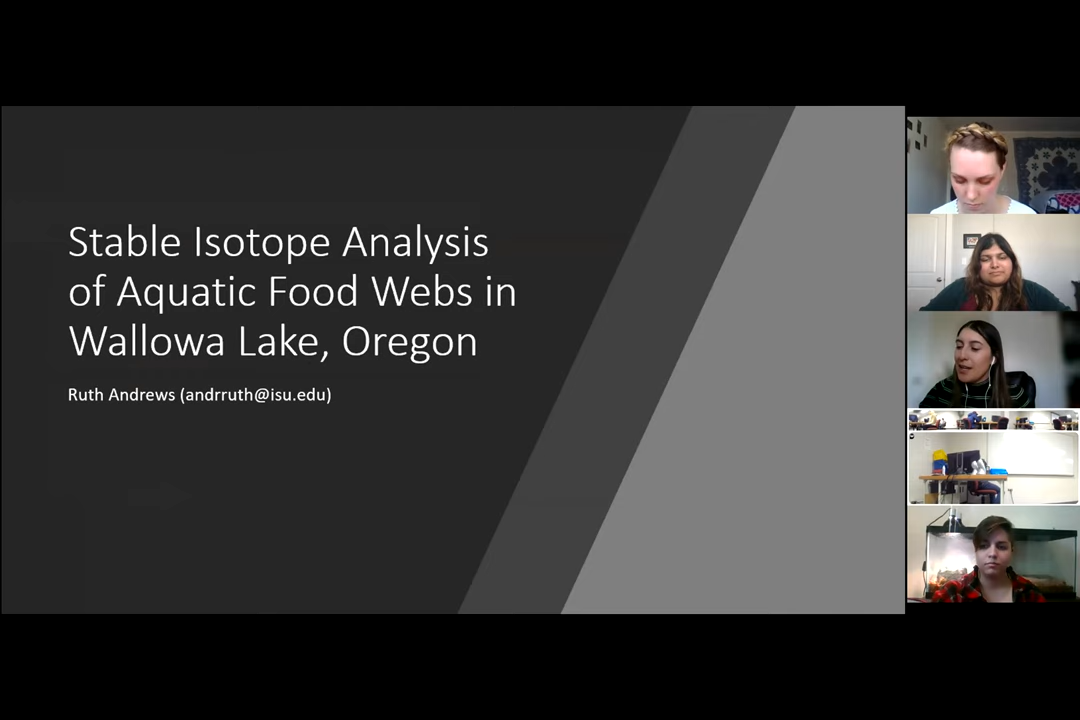 Stable Isotope Analysis
of Aquatic Food Webs in
Wallowa Lake, Oregon
Ruth Andrews (andrruth@isu.edu)